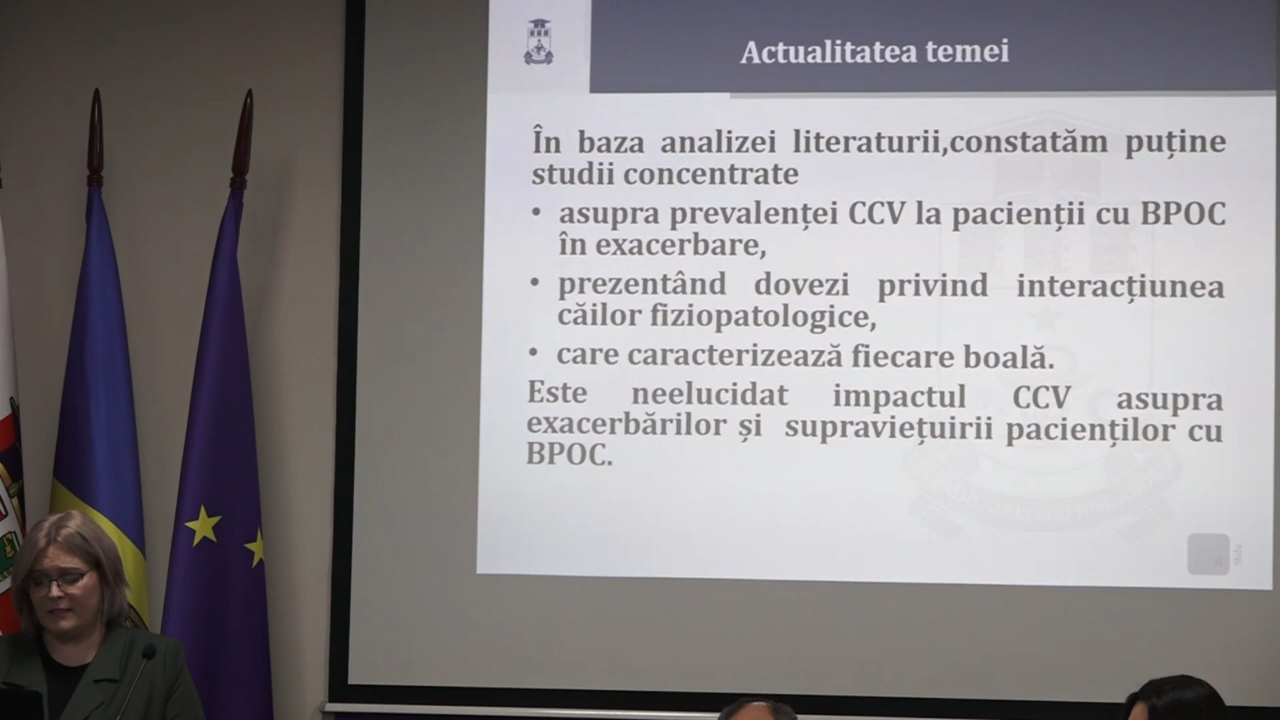 Actualitatea temei
În baza analizei literaturii,constatăm puține
studii concentrate
• asupra prevalenței CCV la pacienții cu BPOC
în exacerbare,
• prezentând dovezi privind interacțiunea
căilor fiziopatologice,
• care caracterizează fiecare boală.
Este neelucidat impactul CCV asupra
exacerbărilor și supraviețuirii pacienților cu
BPOC.